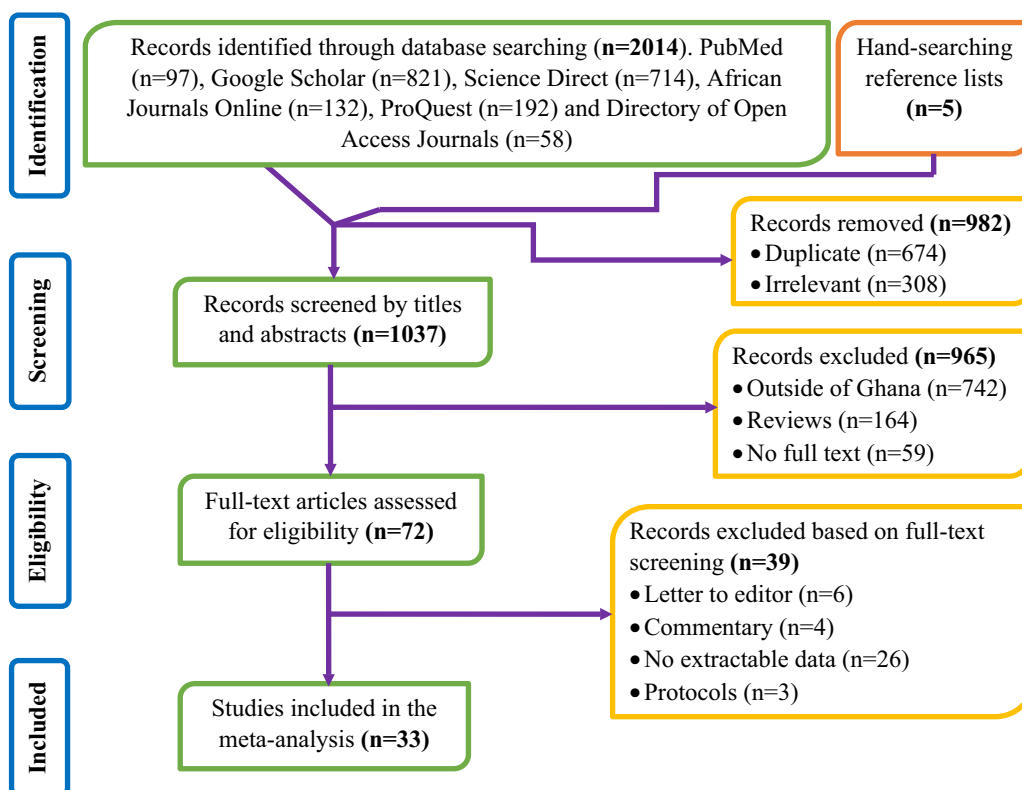 Identification
Records identified through database searching (n=2014). PubMed
(n=97), Google Scholar (n=821), Science Direct (n=714), African
Journals Online (n=132), ProQuest (n=192) and Directory of Open
Access Journals (n=58)
Hand-searching
reference lists
(n=5)
Records removed (n=982)
• Duplicate (n=674)
• Irrelevant (n=308)
Screening
Records screened by titles
and abstracts (n=1037)
Records excluded (n=965)
• Outside of Ghana (n=742)
• Reviews (n=164)
• No full text (n=59)
Eligibility
Full-text articles assessed
for eligibility (n=72)
Records excluded based on full-text
screening (n=39)
• Letter to editor (n=6)
• Commentary (n=4)
• No extractable data (n=26)
• Protocols (n=3)
Included
Studies included in the
meta-analysis (n=33)